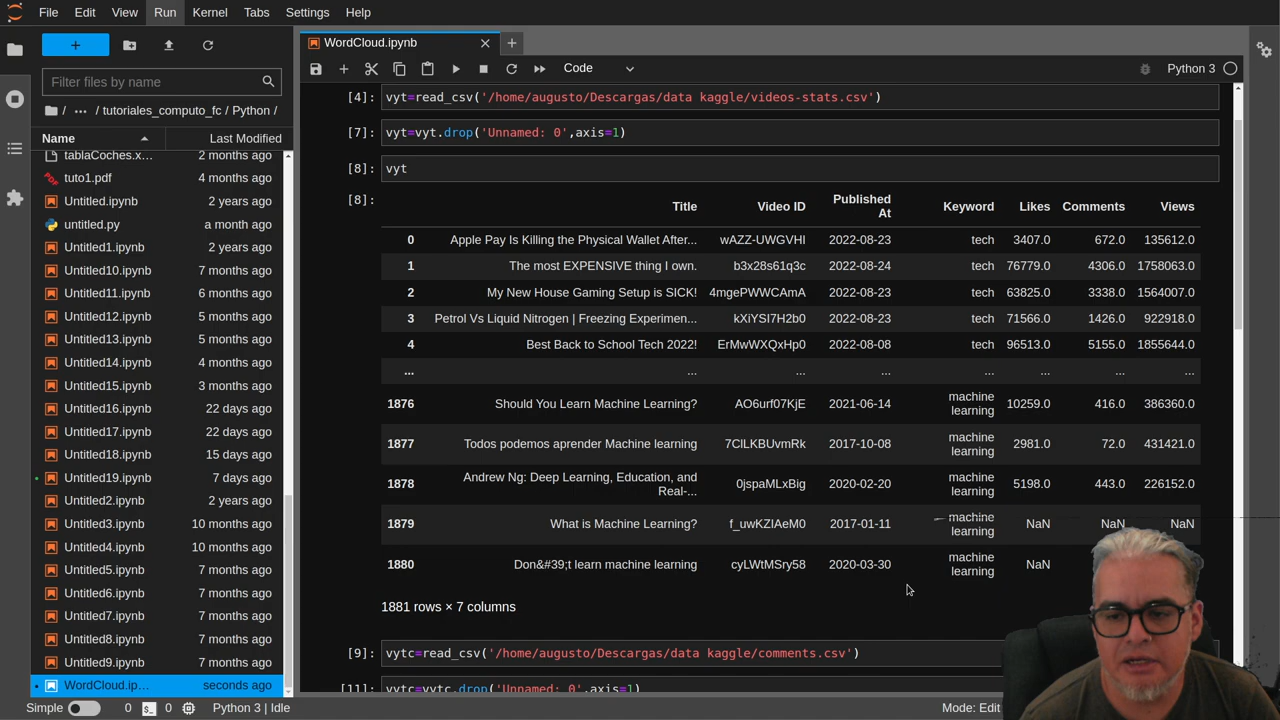 File Edit View Run Kernel Tabs Settings Help
+
WordCloud.ipynb
Code
Python 3
Filter files by name
/ ... / tutoriales_computo_fc / Python /
Name Last Modified
tablaCoches.x... 2 months ago
tuto1.pdf 4 months ago
Untitled.ipynb 2 years ago
untitled.py a month ago
Untitled1.ipynb 2 years ago
Untitled10.ipynb 7 months ago
Untitled11.ipynb 6 months ago
Untitled12.ipynb 5 months ago
Untitled13.ipynb 5 months ago
Untitled14.ipynb 4 months ago
Untitled15.ipynb 3 months ago
Untitled16.ipynb 22 days ago
Untitled17.ipynb 22 days ago
Untitled18.ipynb 15 days ago
Untitled19.ipynb 7 days ago
Untitled2.ipynb 2 years ago
Untitled3.ipynb 10 months ago
Untitled4.ipynb 10 months ago
Untitled5.ipynb 7 months ago
Untitled6.ipynb 7 months ago
Untitled7.ipynb 7 months ago
Untitled8.ipynb 7 months ago
Untitled9.ipynb 7 months ago
WordCloud.ip... seconds ago
[4]: vyt=read_csv('/home/augusto/Descargas/data kaggle/videos-stats.csv')
[7]: vyt=vyt.drop('Unnamed: 0',axis=1)
[8]: vyt
[8]:
Title Video ID Published At Keyword Likes Comments Views
0 Apple Pay Is Killing the Physical Wallet After... wAZZ-UWGVHI 2022-08-23 tech 3407.0 672.0 135612.0
1 The most EXPENSIVE thing I own. b3x28s61q3c 2022-08-24 tech 76779.0 4306.0 1758063.0
2 My New House Gaming Setup is SICK! 4mgePWWCAmA 2022-08-23 tech 63825.0 3338.0 1564007.0
3 Petrol Vs Liquid Nitrogen | Freezing Experimen... kXiYSI7H2b0 2022-08-23 tech 71566.0 1426.0 922918.0
4 Best Back to School Tech 2022! ErMwWXQxHp0 2022-08-08 tech 96513.0 5155.0 1855644.0
... ... ... ... ... ... ... ...
1876 Should You Learn Machine Learning? AO6urf07KjE 2021-06-14 machine learning 10259.0 416.0 386360.0
1877 Todos podemos aprender Machine learning 7ClLKBUvmRk 2017-10-08 machine learning 2981.0 72.0 431421.0
1878 Andrew Ng: Deep Learning, Education, and Real-... 0jspaMLxBig 2020-02-20 machine learning 5198.0 443.0 226152.0
1879 What is Machine Learning? f_uwKZIAeM0 2017-01-11 machine learning NaN NaN NaN
1880 Don&#39;t learn machine learning cyLWtMSry58 2020-03-30 machine learning NaN
1881 rows × 7 columns
[9]: vytc=read_csv('/home/augusto/Descargas/data kaggle/comments.csv')
[11]: vytc=vytc.drop('Unnamed: 0',axis=1)
Simple 0 0 Python 3 | Idle
Mode: Edit